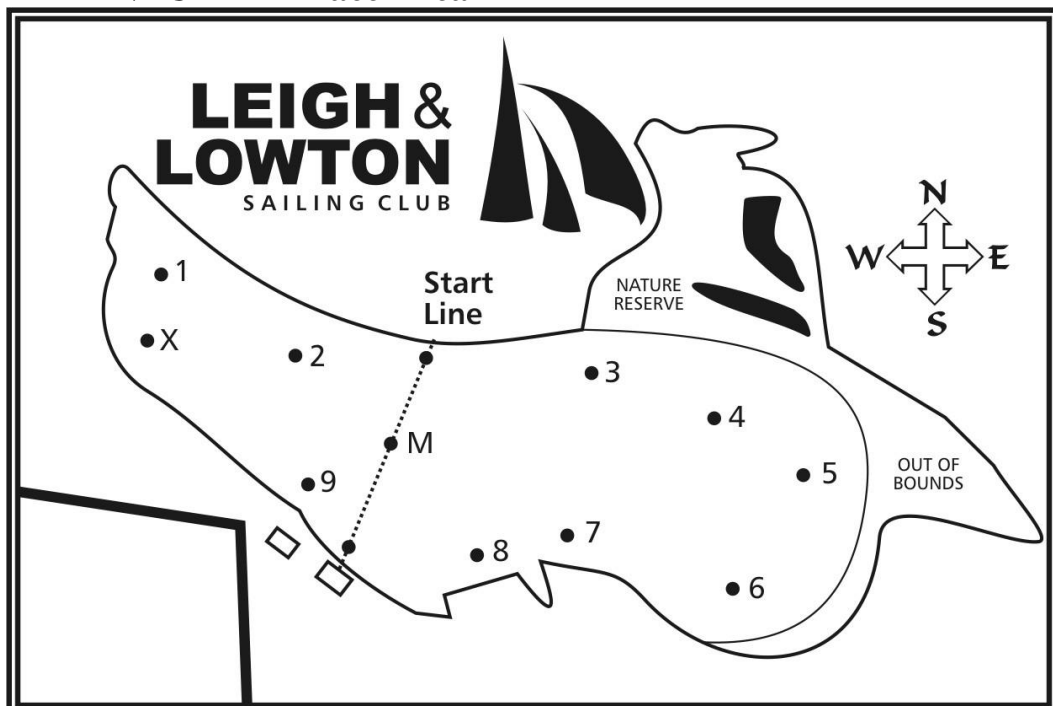 LEIGH &
LOWTON
SAILING CLUB
N
W
E
S
NATURE
RESERVE
Start
Line
1
X
2
3
4
M
5
OUT OF
BOUNDS
9
7
8
6